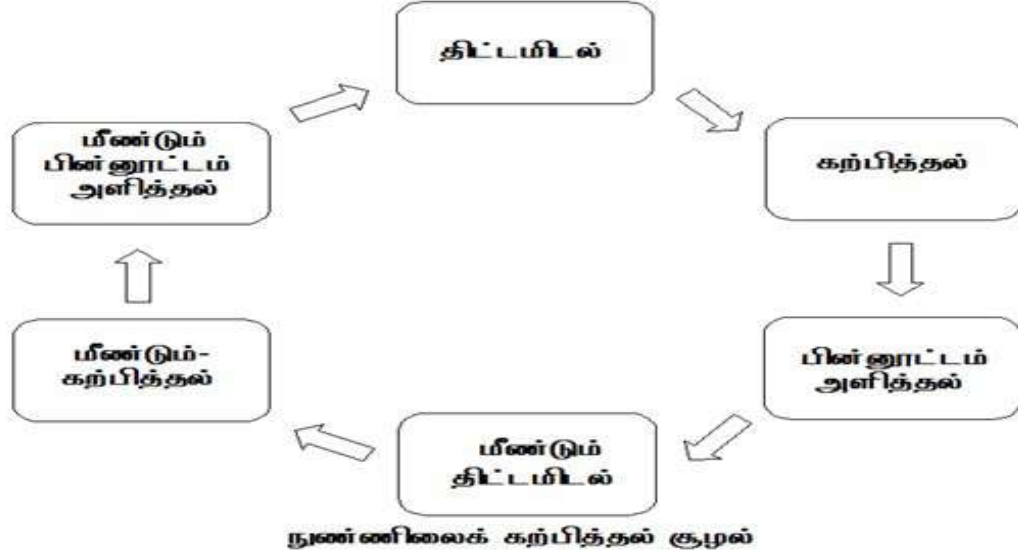 திட்டமிடல்
கற்பித்தல்
பின்னூட்டம்
அளித்தல்
மீண்டும்
திட்டமிடல்
மீண்டும்-
கற்பித்தல்
மீண்டும்
பின்னூட்டம்
அளித்தல்
நுண்ணிலைக் கற்பித்தல் சூழல்